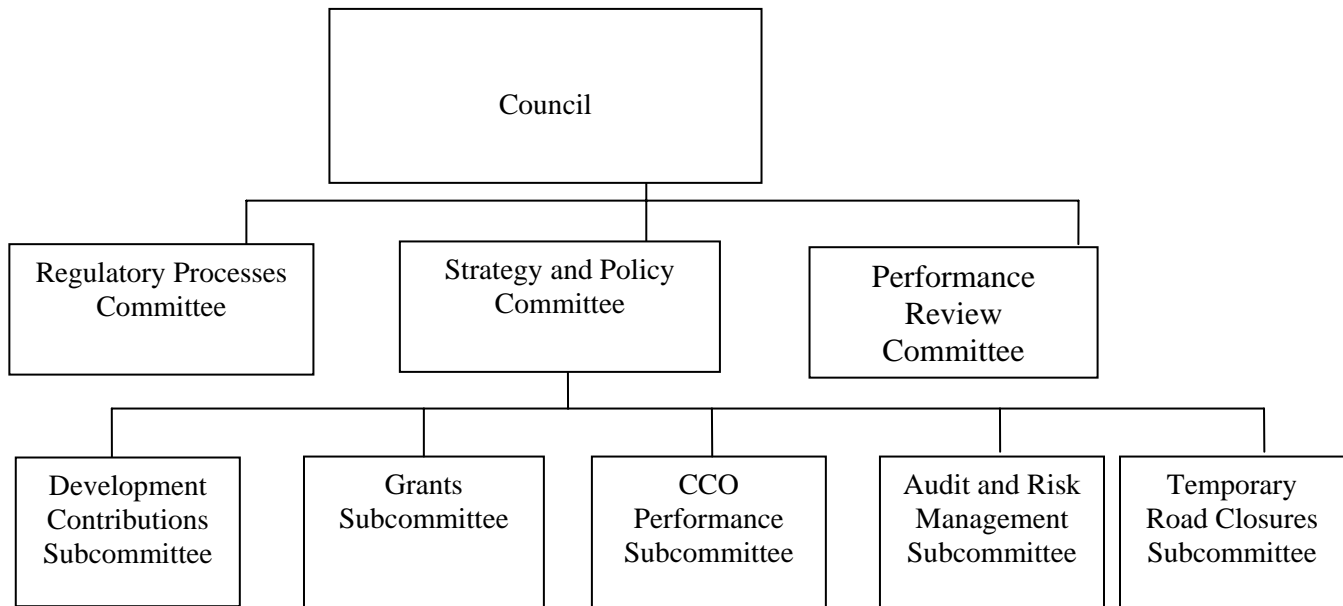 Council
Regulatory Processes
Committee
Strategy and Policy
Committee
Performance
Review
Committee
Development
Contributions
Subcommittee
Grants
Subcommittee
CCO
Performance
Subcommittee
Audit and Risk
Management
Subcommittee
Temporary
Road Closures
Subcommittee